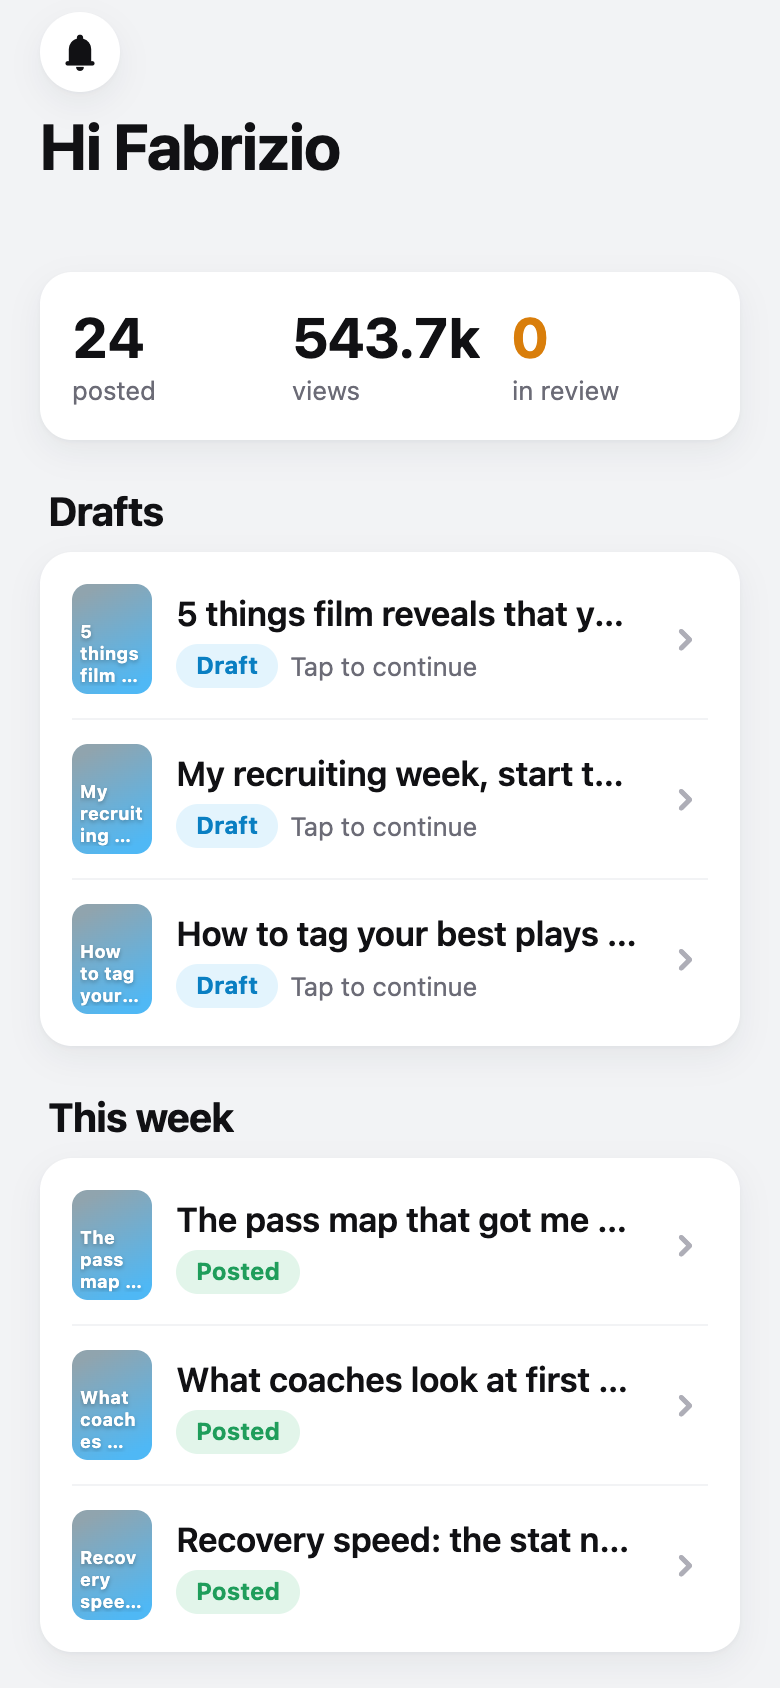 Hi Fabrizio
24
posted
543.7k
views
0
in review
Drafts
5
things
film ...
5 things film reveals that y...
Draft
Tap to continue
My
recruit
ing ...
My recruiting week, start t...
Draft
Tap to continue
How
to tag
your...
How to tag your best plays ...
Draft
Tap to continue
This week
The
pass
map ...
The pass map that got me ...
Posted
What
coach
es ...
What coaches look at first ...
Posted
Recov
ery
spee...
Recovery speed: the stat n...
Posted